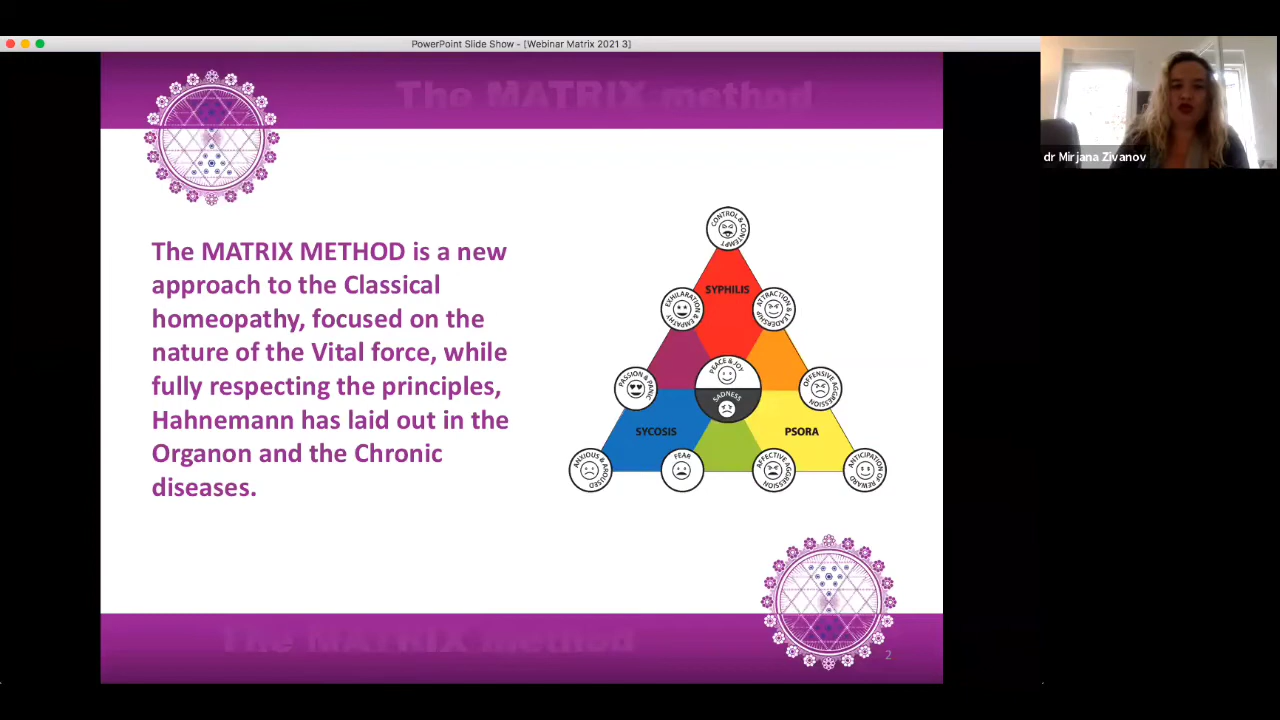 PowerPoint Slide Show - [Webinar Matrix 2021 3]
The MATRIX method
dr Mirjana Zivanov
The MATRIX METHOD is a new
approach to the Classical
homeopathy, focused on the
nature of the Vital force, while
fully respecting the principles,
Hahnemann has laid out in the
Organon and the Chronic
diseases.
CONTROL & CONTEMPT
SYPHILIS
EXHILARATION & EMPATHY
ATTRACTION & LEADERSHIP
PEACE & JOY
SADNESS
PASSION & PANIC
OFFENSIVE AGGRESSION
SYCOSIS
PSORA
ANXIOUS & AROUSED
FEAR
AFFECTIVE AGGRESSION
ANTICIPATION OF REWARD
The MATRIX method
2